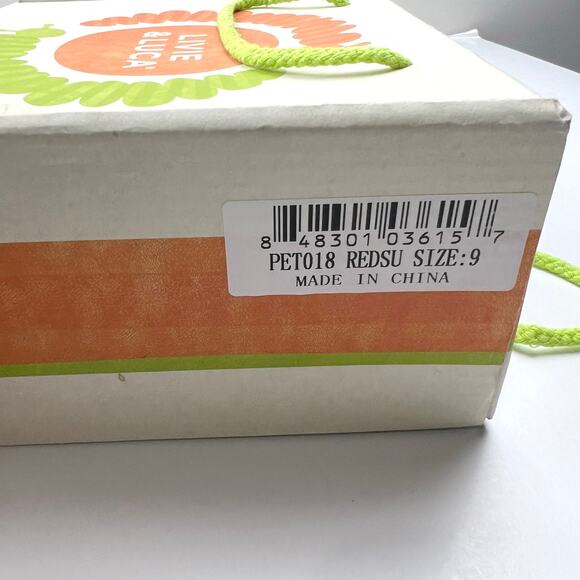 LIVIE
& LUCA®
8 48301 03615 7
PET018 REDSU SIZE:9
MADE IN CHINA